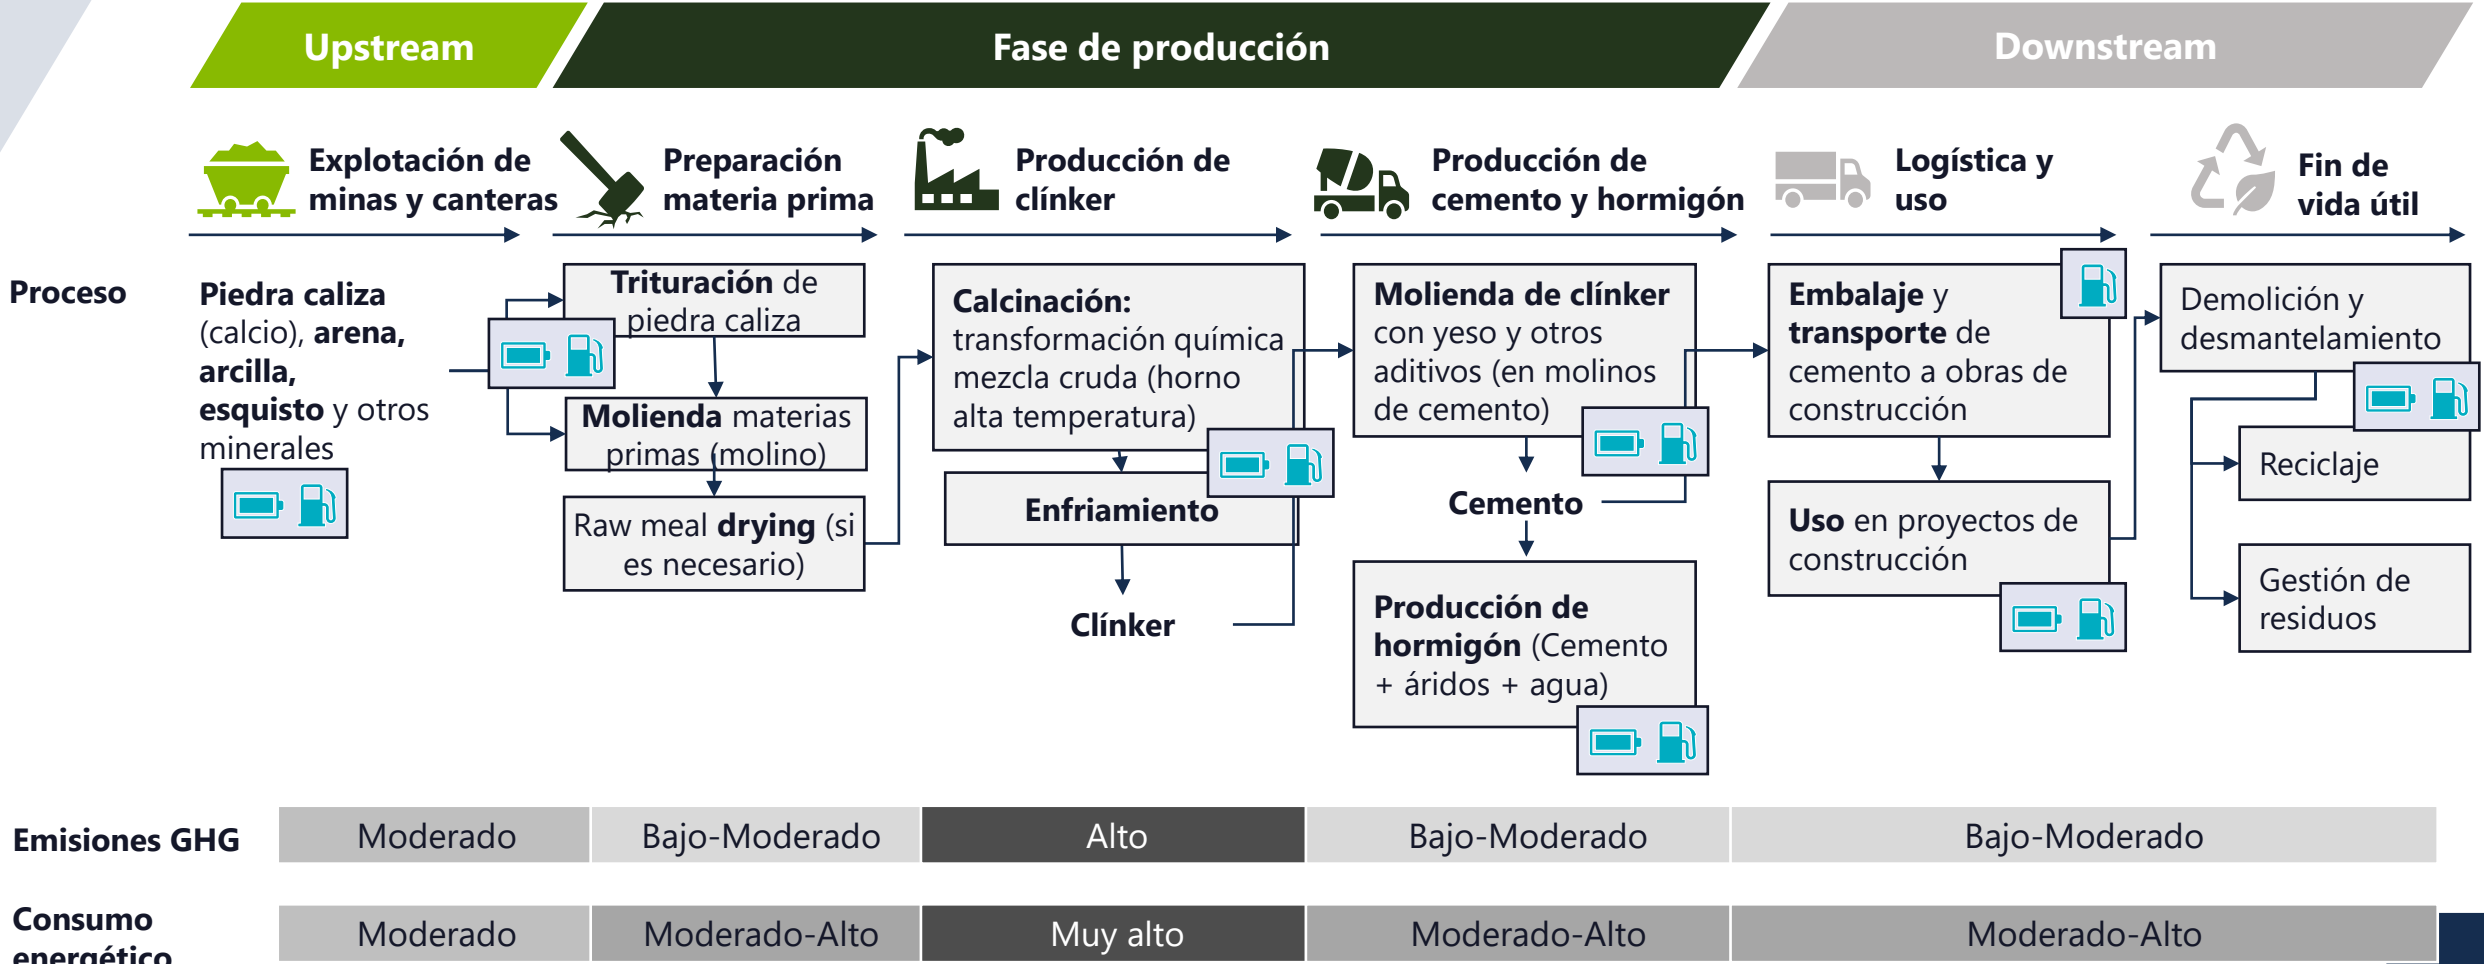 Upstream
Fase de producción
Downstream
Explotación de
minas y canteras
Preparación
materia prima
Producción de
clínker
Producción de
cemento y hormigón
Logística y
uso
Fin de
vida útil
Proceso
Piedra caliza
(calcio), arena,
arcilla,
esquisto y otros
minerales
Trituración de
piedra caliza
Molienda materias
primas (molino)
Raw meal drying (si
es necesario)
Calcinación:
transformación química
mezcla cruda (horno
alta temperatura)
Enfriamiento
Clínker
Molienda de clínker
con yeso y otros
aditivos (en molinos
de cemento)
Cemento
Producción de
hormigón (Cemento
+ áridos + agua)
Embalaje y
transporte de
cemento a obras de
construcción
Uso en proyectos de
construcción
Demolición y
desmantelamiento
Reciclaje
Gestión de
residuos
Emisiones GHG
Moderado
Bajo-Moderado
Alto
Bajo-Moderado
Bajo-Moderado
Consumo
energético
Moderado
Moderado-Alto
Muy alto
Moderado-Alto
Moderado-Alto